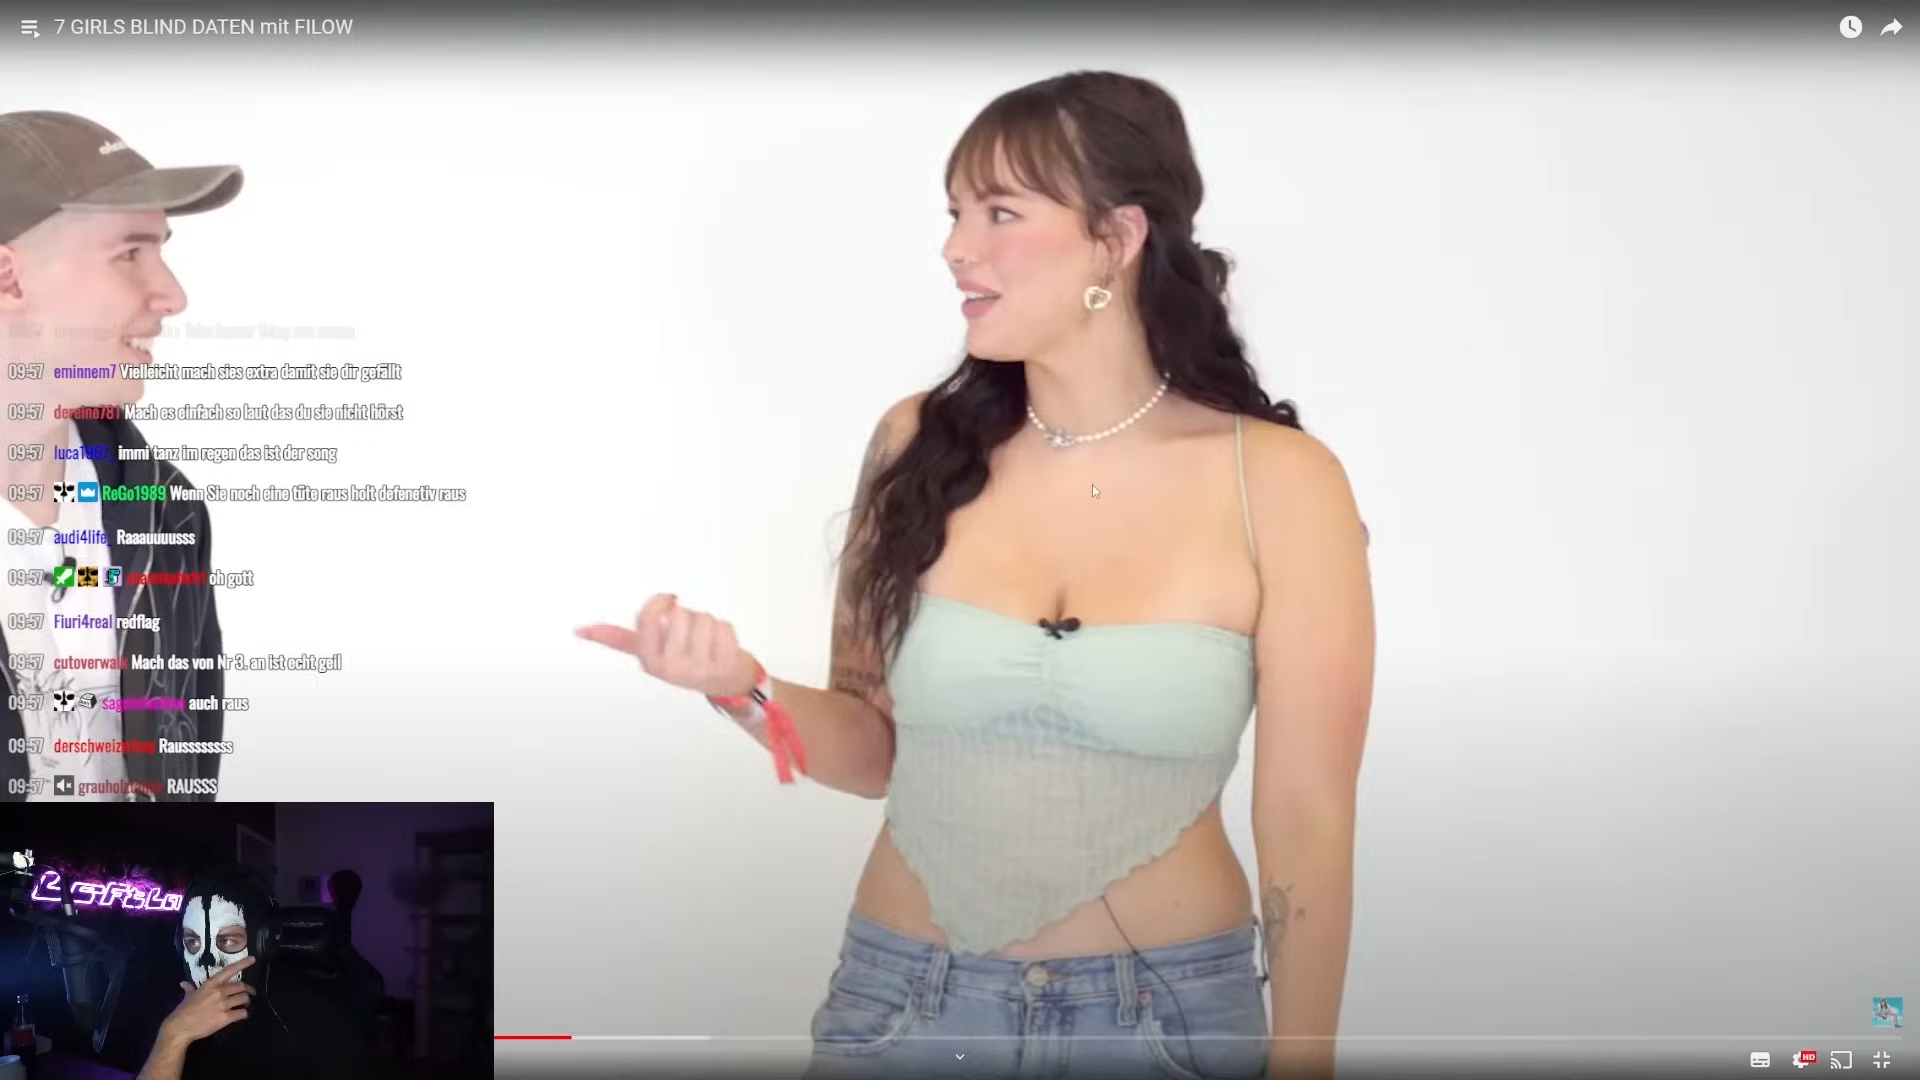 7 GIRLS BLIND DATEN mit FILOW
09:57 eminnem7 Vielleicht mach sies extra damit sie dir gefällt
09:57 dereine781 Mach es einfach so laut das du sie nicht hörst
09:57 immi tanz im regen das ist der song
09:57 ReGo1989 Wenn Sie noch eine tüte raus holt defenetiv raus
09:57 audi4life_ Raaauuuusss
09:57 oh gott
09:57 Fiuri4real redflag
09:57 Mach das von Nr 3. an ist echt geil
09:57 auch raus
09:57 Rausssssss
09:57 RAUSSS
HD